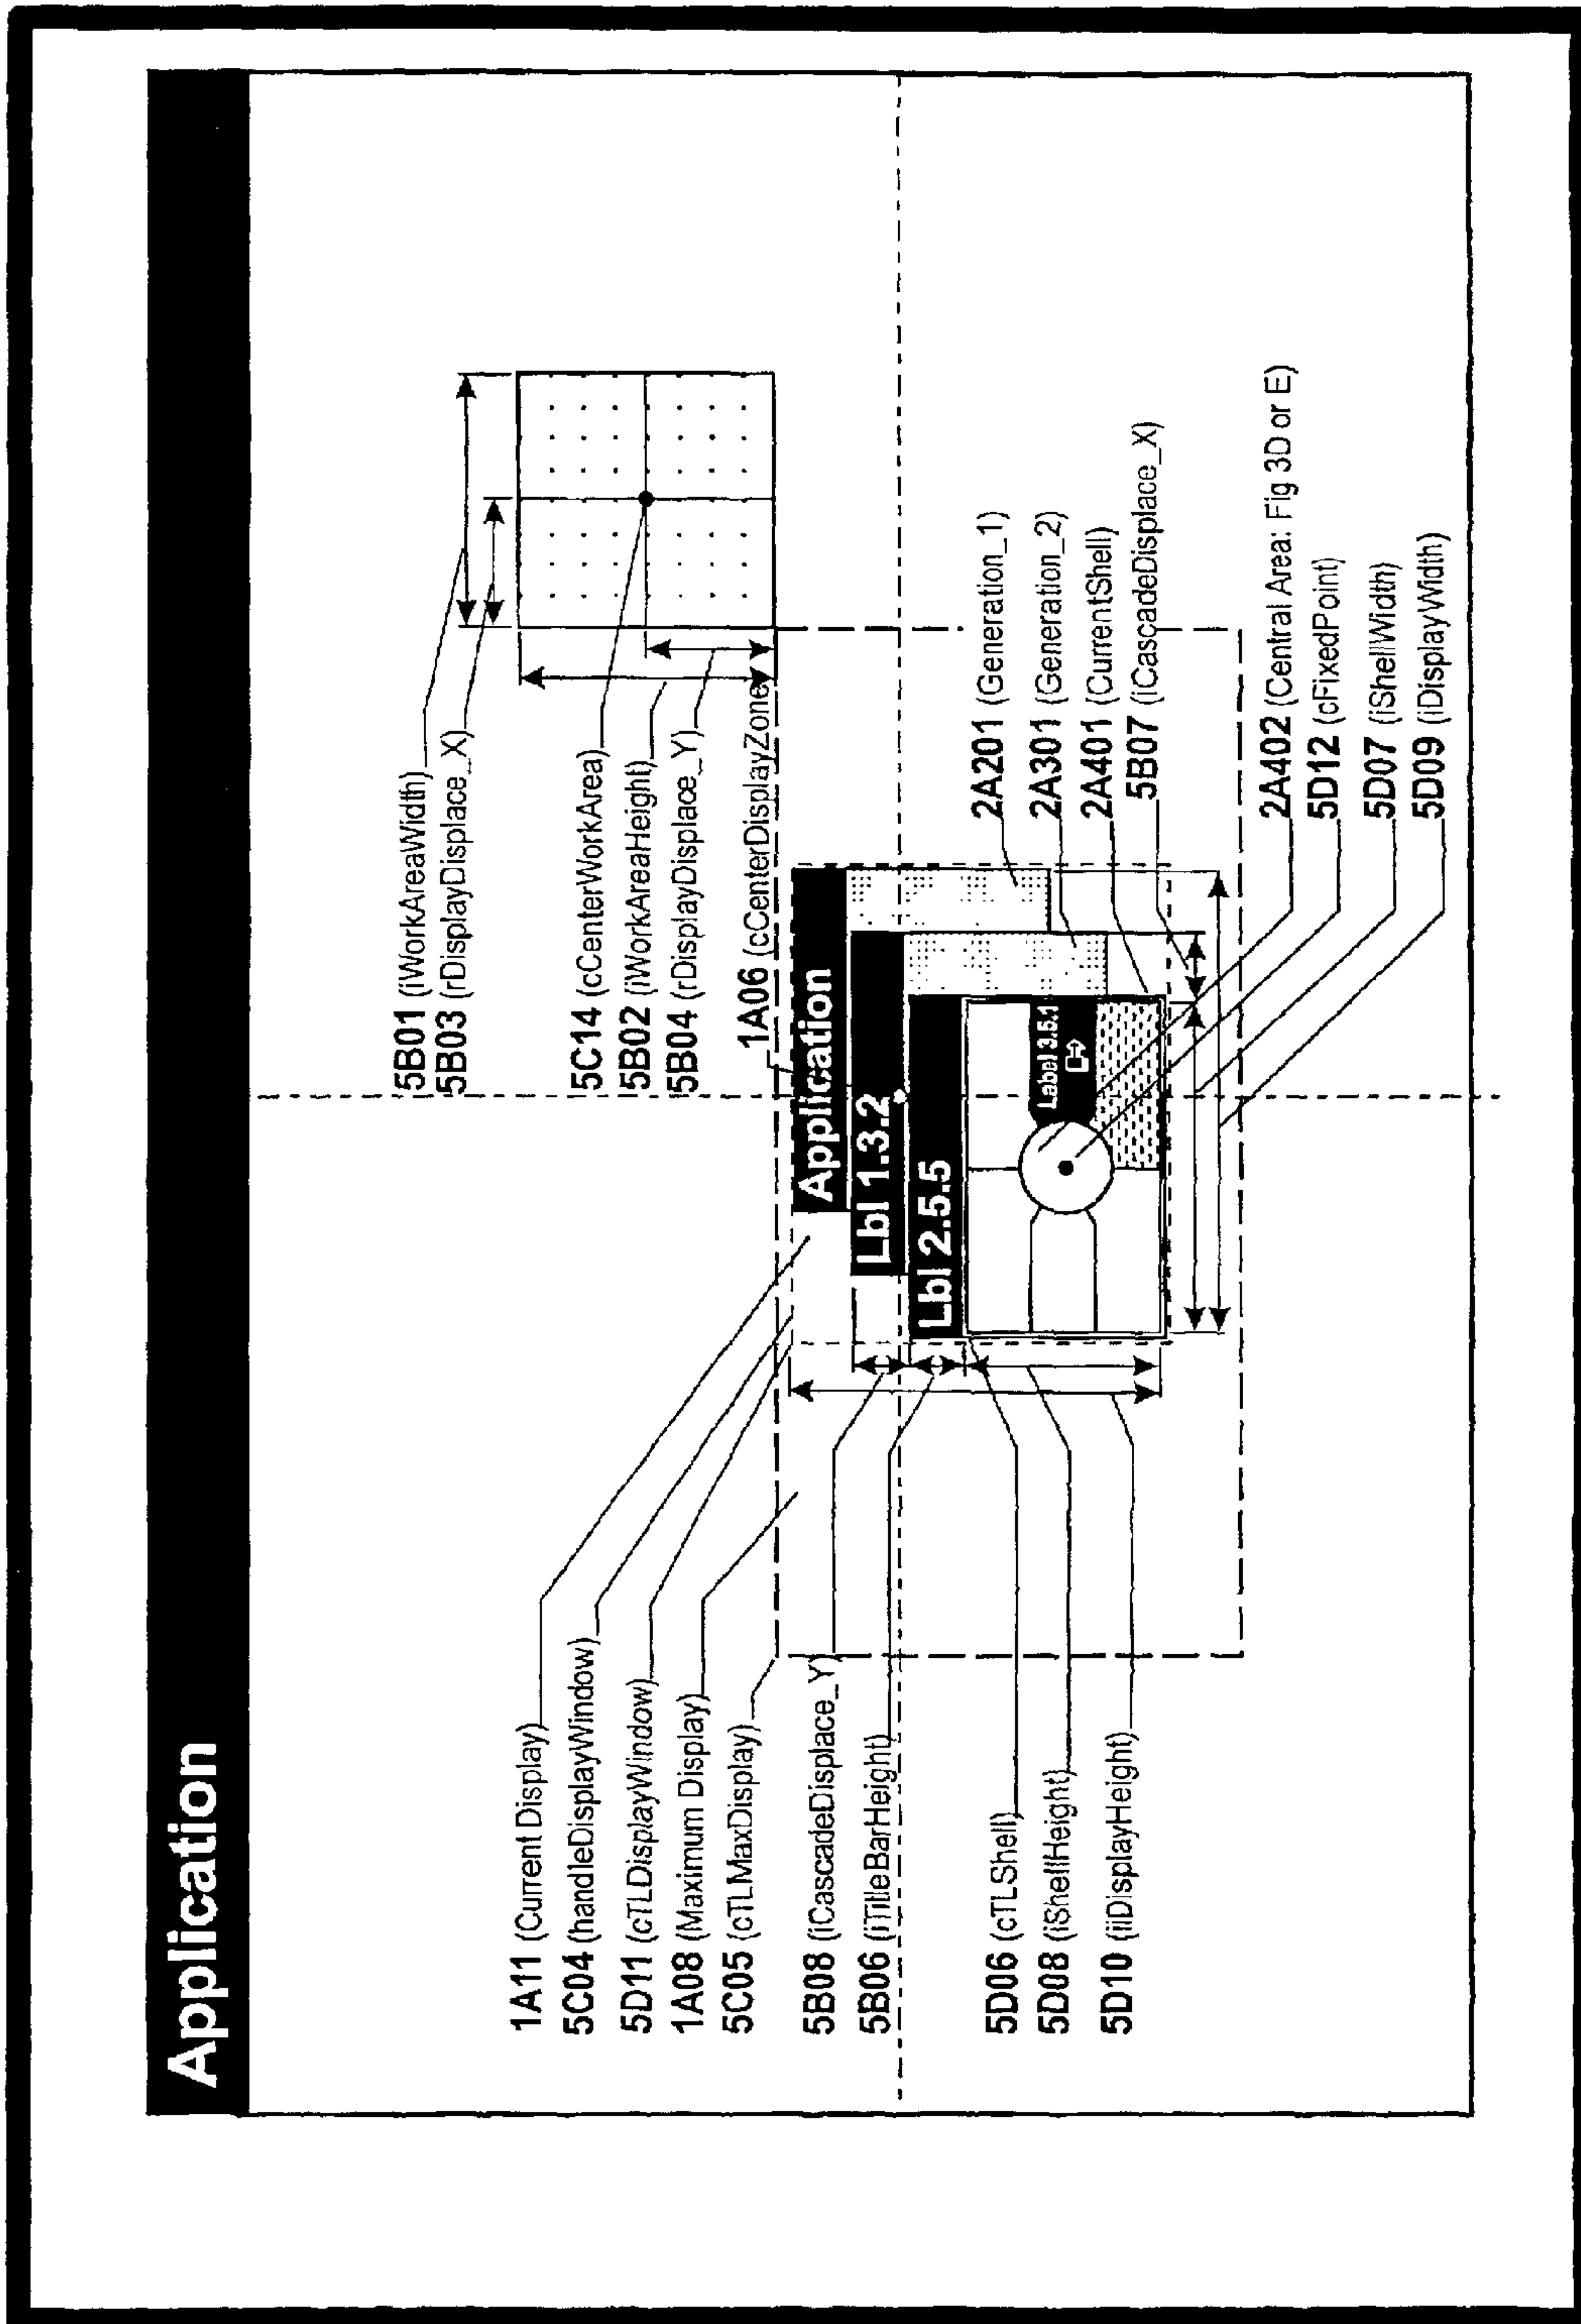 Application
5B01 (iWorkAreaWidth)
5B03 (rDisplayDisplace_X)
5C14 (cCenterWorkArea)
5B02 (iWorkAreaHeight)
5B04 (rDisplayDisplace_Y)
1A06 (cCenterDisplayZone)
1A11 (Current Display)
5C04 (handleDisplayWindow)
5D11 (cTLDisplayWindow)
1A08 (Maximum Display)
5C05 (cTLMaxDisplay)
5B08 (iCascadeDisplace_Y)
5B06 (iTitleBarHeight)
5D06 (cTLShell)
5D08 (iShellHeight)
5D10 (iiDisplayHeight)
Application
Lbl 1.3.2
Lbl 2.5.5
Label 3.5.1
2A201 (Generation_1)
2A301 (Generation_2)
2A401 (CurrentShell)
5B07 (iCascadeDisplace_X)
2A402 (Central Area: Fig 3D or E)
5D12 (cFixedPoint)
5D07 (iShellWidth)
5D09 (iDisplayWidth)